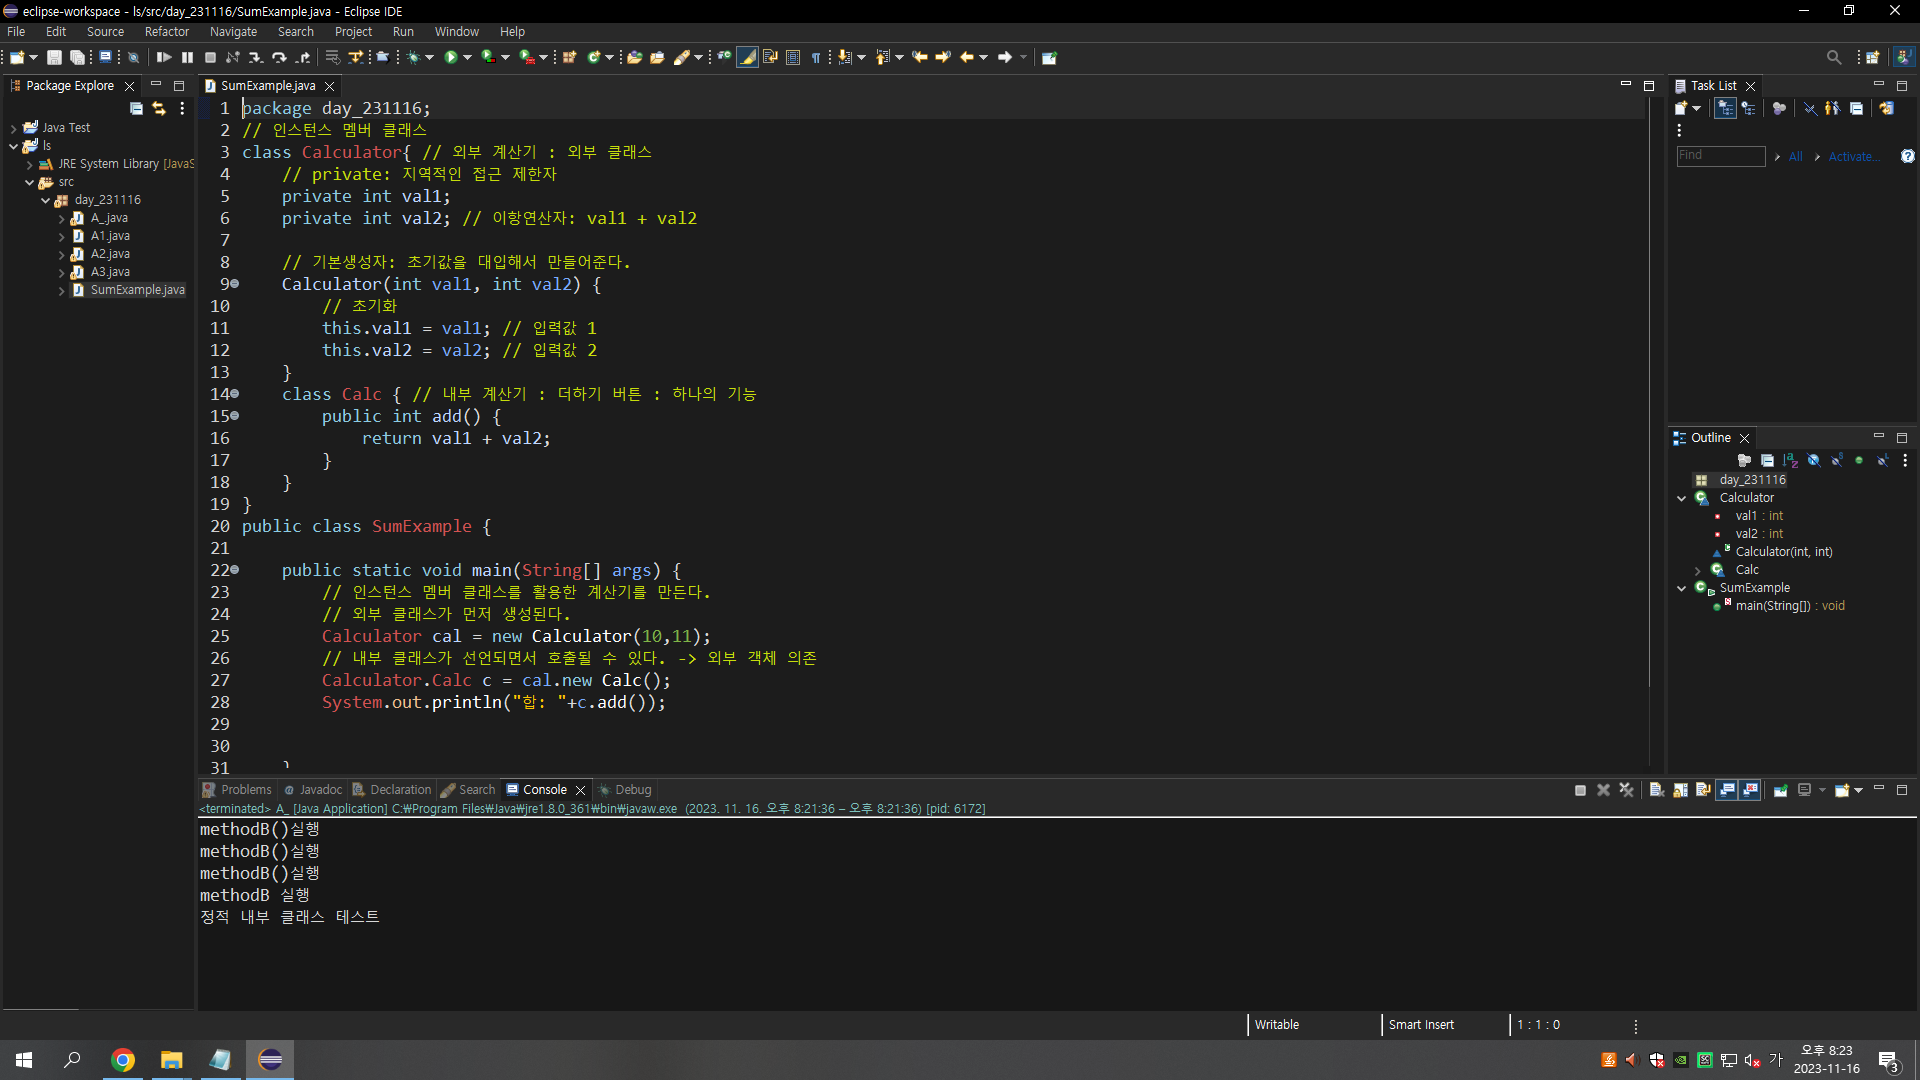 eclipse-workspace - ls/src/day_231116/SumExample.java - Eclipse IDE
File Edit Source Refactor Navigate Search Project Run Window Help
Package Explore
Java Test
ls
JRE System Library [JavaS
src
day_231116
A_.java
A1.java
A2.java
A3.java
SumExample.java
SumExample.java
1 package day_231116;
2 // 인스턴스 멤버 클래스
3 class Calculator{ // 외부 계산기 : 외부 클래스
4 // private: 지역적인 접근 제한자
5 private int val1;
6 private int val2; // 이항연산자: val1 + val2
7
8 // 기본생성자: 초기값을 대입해서 만들어준다.
9 Calculator(int val1, int val2) {
10 // 초기화
11 this.val1 = val1; // 입력값 1
12 this.val2 = val2; // 입력값 2
13 }
14 class Calc { // 내부 계산기 : 더하기 버튼 : 하나의 기능
15 public int add() {
16 return val1 + val2;
17 }
18 }
19 }
20 public class SumExample {
21
22 public static void main(String[] args) {
23 // 인스턴스 멤버 클래스를 활용한 계산기를 만든다.
24 // 외부 클래스가 먼저 생성된다.
25 Calculator cal = new Calculator(10,11);
26 // 내부 클래스가 선언되면서 호출될 수 있다. -> 외부 객체 의존
27 Calculator.Calc c = cal.new Calc();
28 System.out.println("합: "+c.add());
29
30
31 }
Task List
Find All Activate...
Outline
day_231116
Calculator
val1 : int
val2 : int
Calculator(int, int)
Calc
SumExample
main(String[]) : void
Problems Javadoc Declaration Search Console Debug
<terminated> A_ [Java Application] C:₩Program Files₩Java₩jre1.8.0_361₩bin₩javaw.exe (2023. 11. 16. 오후 8:21:36 – 오후 8:21:36) [pid: 6172]
methodB()실행
methodB()실행
methodB()실행
methodB 실행
정적 내부 클래스 테스트
Writable Smart Insert 1 : 1 : 0
가
오후 8:23
2023-11-16
3